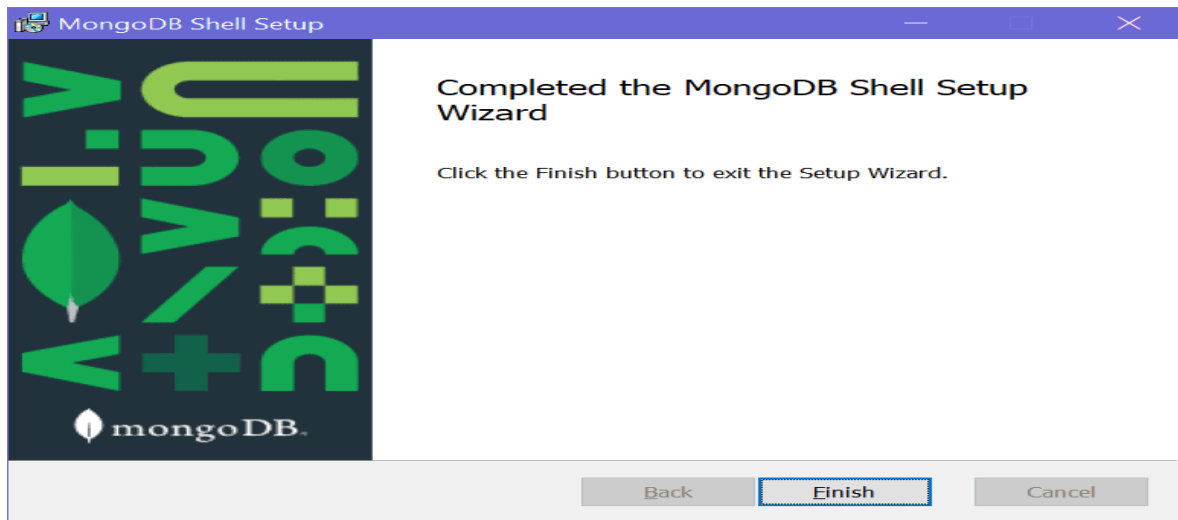 MongoDB Shell Setup
Completed the MongoDB Shell Setup
Wizard
Click the Finish button to exit the Setup Wizard.
mongoDB.
Back
Finish
Cancel